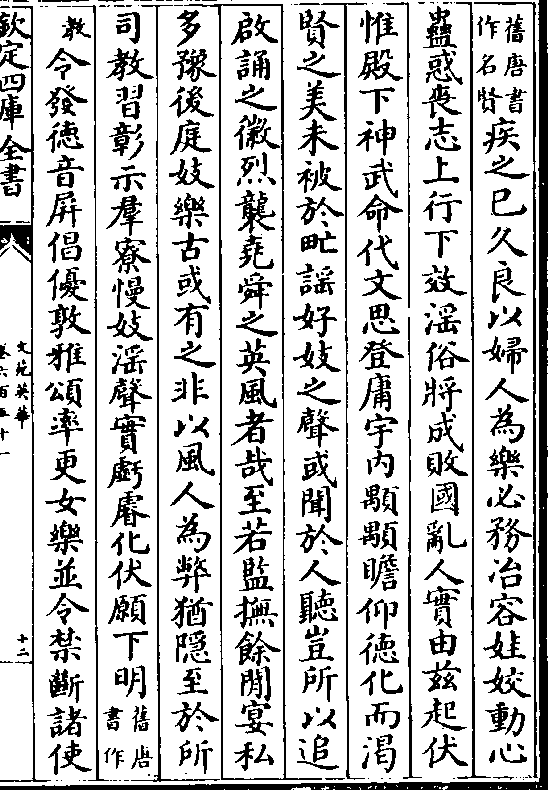 舊唐書
作名賢疾之已久良以婦人為樂必務冶容娃姣動心
蠱惑喪志上行下效滛俗將成敗國亂人實由兹起伏
惟殿下神武命代文思登庸宇内顒顒瞻仰德化而渴
賢之美未被於甿謡好妓之聲或聞於人聽豈所以追
啟誦之徽烈襲堯舜之英風者哉至若監撫餘閒宴私
多豫後庭妓樂古或有之非以風人為弊猶隱至於所
司教習彰示羣寮慢妓滛聲實虧睿化伏願下明舊唐
書作
教令發德音屏倡優敦雅頌率更女樂並令禁斷諸使
欽定四庫全書
文苑英華
卷六百五十一
十二